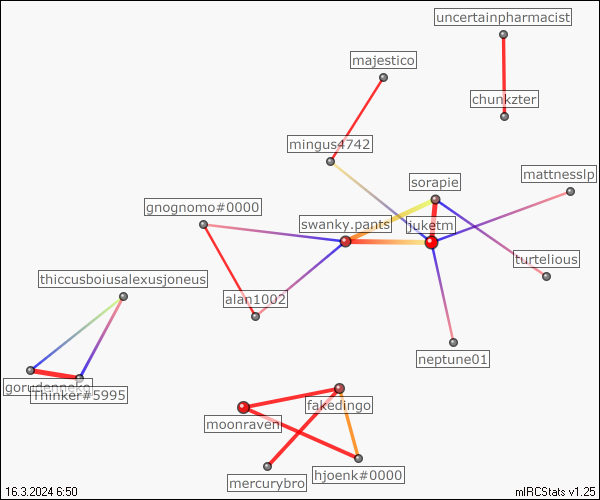 uncertainpharmacist
majestico
chunkzter
mingus4742
mattnesslp
sorapie
gnognomo#0000
swanky.pants
juketm
turtelious
thiccusboiusalexusjoneus
alan1002
neptune01
Thinker#5995
fakedingo
moonraven
hjoenk#0000
mercurybro
16.3.2024 6:50
mIRCStats v1.25